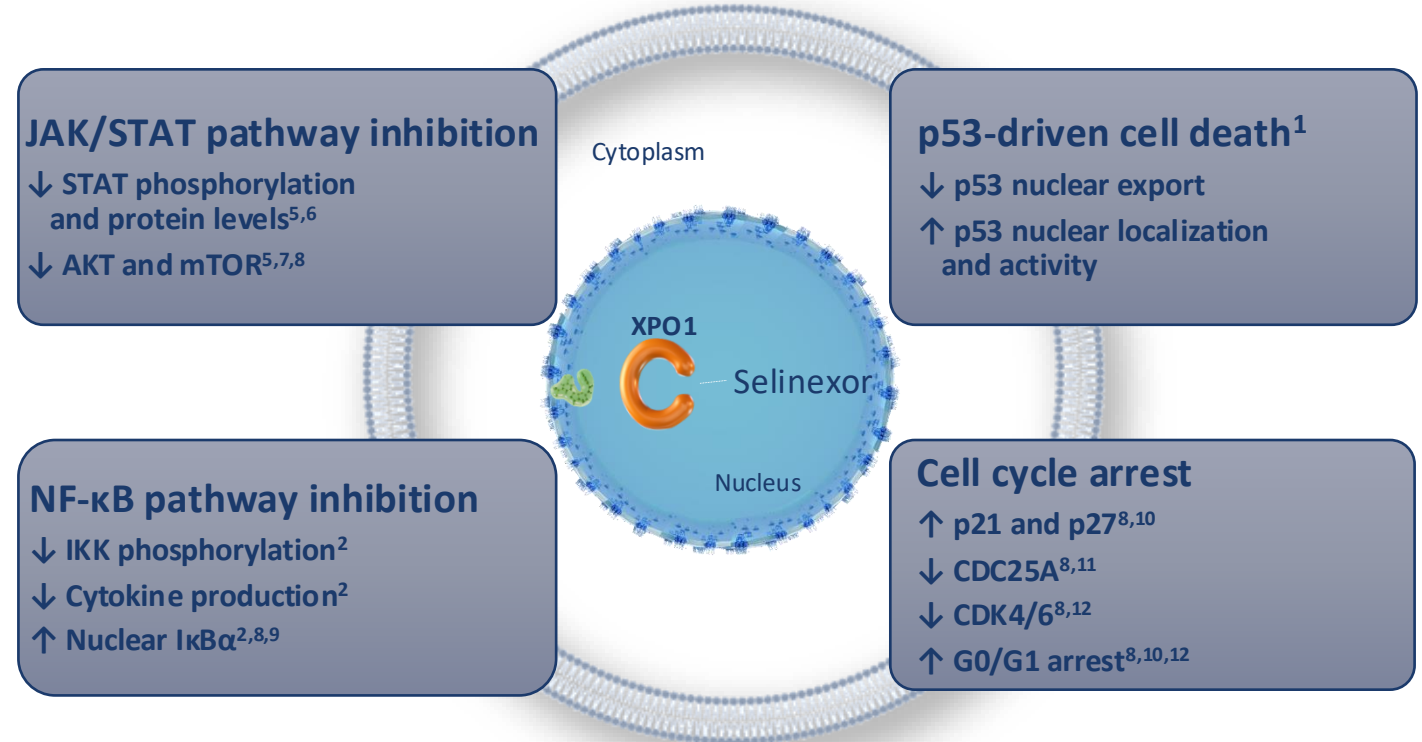 JAK/STAT pathway inhibition
↓ STAT phosphorylation
and protein levels5,6
↓ AKT and mTOR5,7,8
Cytoplasm
p53-driven cell death1
↓ p53 nuclear export
↑ p53 nuclear localization
and activity
XPO1
Selinexor
Nucleus
NF-κB pathway inhibition
↓ IKK phosphorylation2
↓ Cytokine production2
↑ Nuclear IκBα2,8,9
Cell cycle arrest
↑ p21 and p278,10
↓ CDC25A8,11
↓ CDK4/68,12
↑ G0/G1 arrest8,10,12